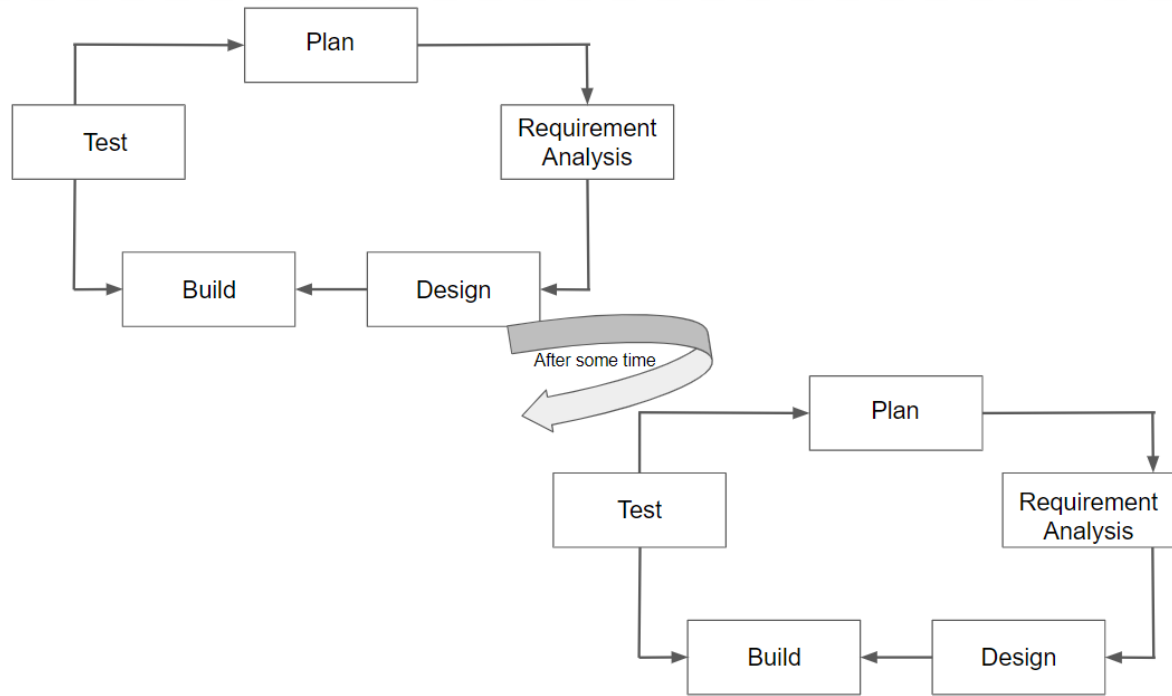 Plan
Test
Requirement
Analysis
Build
Design
After some time
Plan
Test
Requirement
Analysis
Build
Design